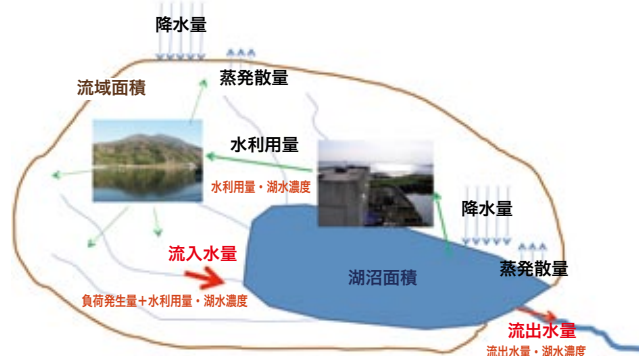 降水量
蒸発散量
流域面積
水利用量
水利用量・湖水濃度
降水量
流入水量
蒸発散量
湖沼面積
負荷発生量+水利用量・湖水濃度
流出水量
流出水量・湖水濃度